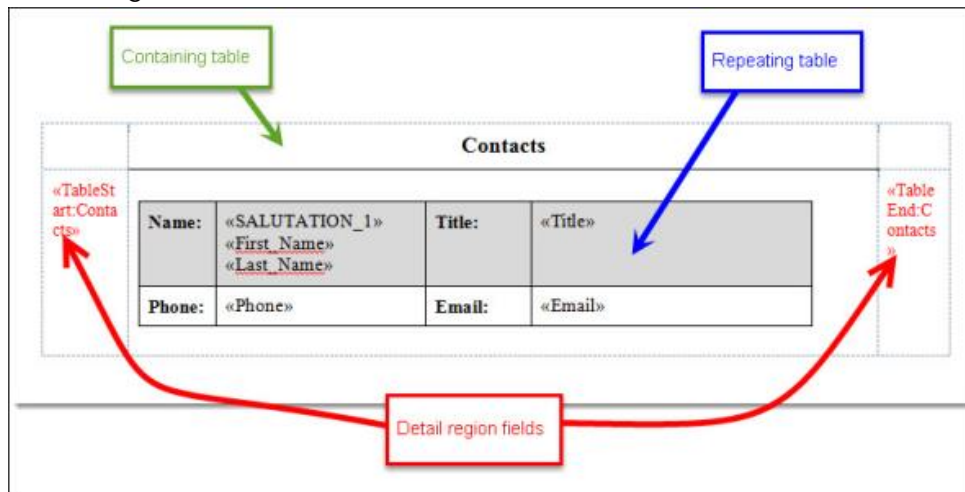 Containing table
Repeating table
Contacts
«TableSt
art:Conta
cts»
Name:
«SALUTATION_1»
«First_Name»
«Last_Name»
Title:
«Title»
«Table
End:C
ontacts
»
Phone:
«Phone»
Email:
«Email»
Detail region fields